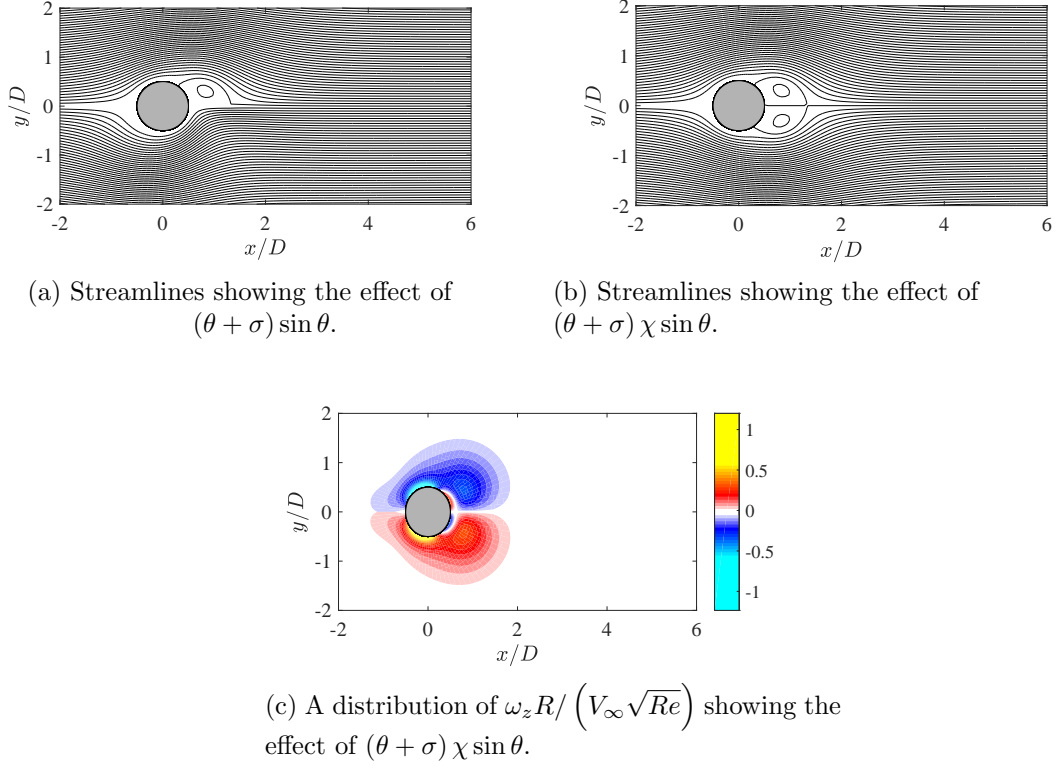 2
1
0
-1
-2
y/D
-2 0 2 4 6
x/D
2
1
0
-1
-2
y/D
-2 0 2 4 6
x/D
(a) Streamlines showing the effect of
(θ + σ) sin θ.
(b) Streamlines showing the effect of
(θ + σ) χ sin θ.
2
1
0
-1
-2
y/D
-2 0 2 4 6
x/D
1
0.5
0
-0.5
-1
(c) A distribution of ω_z R/ (V_∞ √Re) showing the
effect of (θ + σ) χ sin θ.